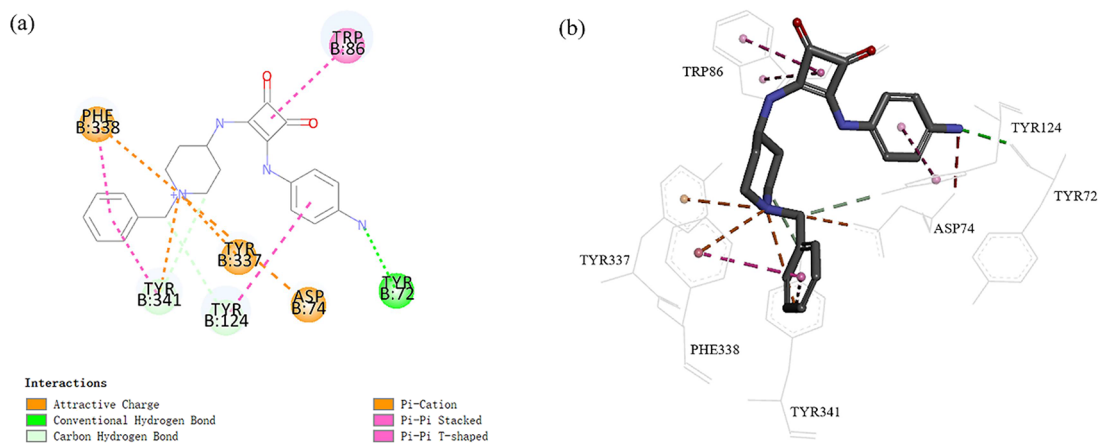 (a)
(b)
TRP
B:86
O
O
PHE
B:338
N
N
+N
N
TYR
B:337
TYR
B:341
TYR
B:124
ASP
B:74
TYR
B:72
Interactions
Attractive Charge
Conventional Hydrogen Bond
Carbon Hydrogen Bond
Pi-Cation
Pi-Pi Stacked
Pi-Pi T-shaped
TRP86
TYR124
TYR72
ASP74
TYR337
PHE338
TYR341